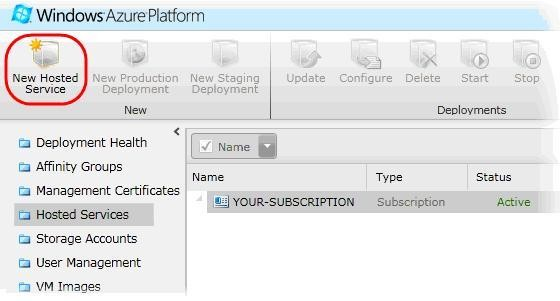 Windows Azure Platform
New Hosted
Service
New Production
Deployment
New Staging
Deployment
Update
Configure
Delete
Start
Stop
New
Deployments
Deployment Health
Affinity Groups
Management Certificates
Hosted Services
Storage Accounts
User Management
VM Images
Name
Name Type Status
YOUR-SUBSCRIPTION Subscription Active